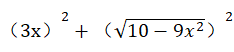 （3x）² + （√(10 − 9x²)）²